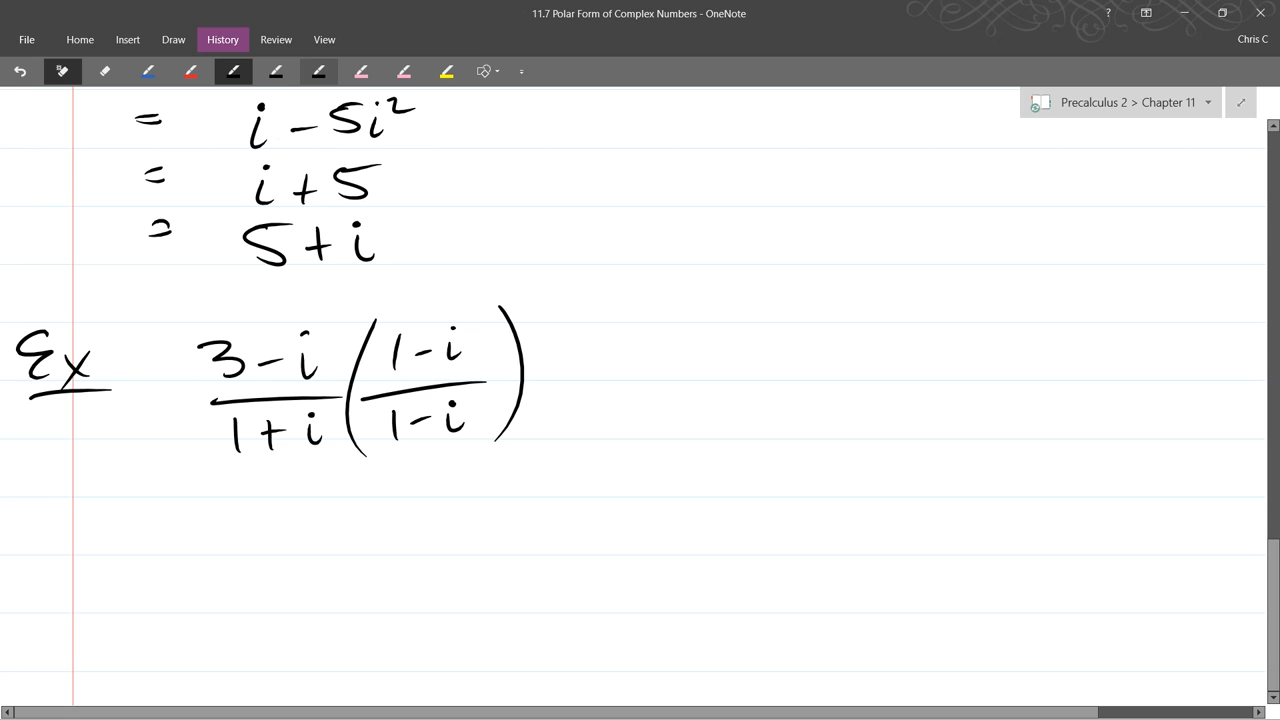 11.7 Polar Form of Complex Numbers - OneNote
?
File Home Insert Draw History Review View
Chris C
Precalculus 2 > Chapter 11
= i - 5i²
= i + 5
= 5 + i
Ex
3 - i / 1 + i ( 1 - i / 1 - i )